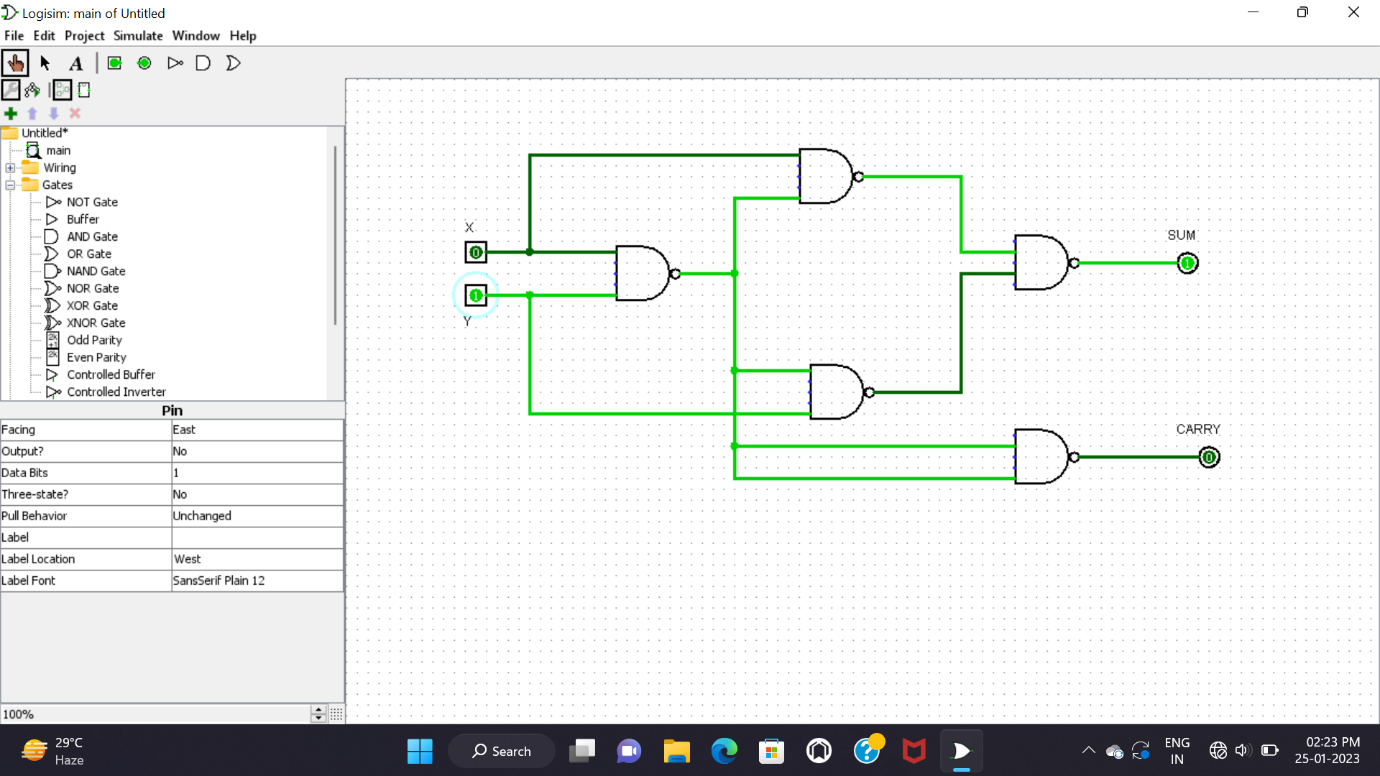 Logisim: main of Untitled
File Edit Project Simulate Window Help
A
Untitled*
main
Wiring
Gates
NOT Gate
Buffer
AND Gate
OR Gate
NAND Gate
NOR Gate
XOR Gate
XNOR Gate
Odd Parity
Even Parity
Controlled Buffer
Controlled Inverter
Pin
Facing East
Output? No
Data Bits 1
Three-state? No
Pull Behavior Unchanged
Label
Label Location West
Label Font SansSerif Plain 12
100%
X
0
1
Y
SUM
1
CARRY
0
29°C
Haze
Search
ENG
IN
02:23 PM
25-01-2023